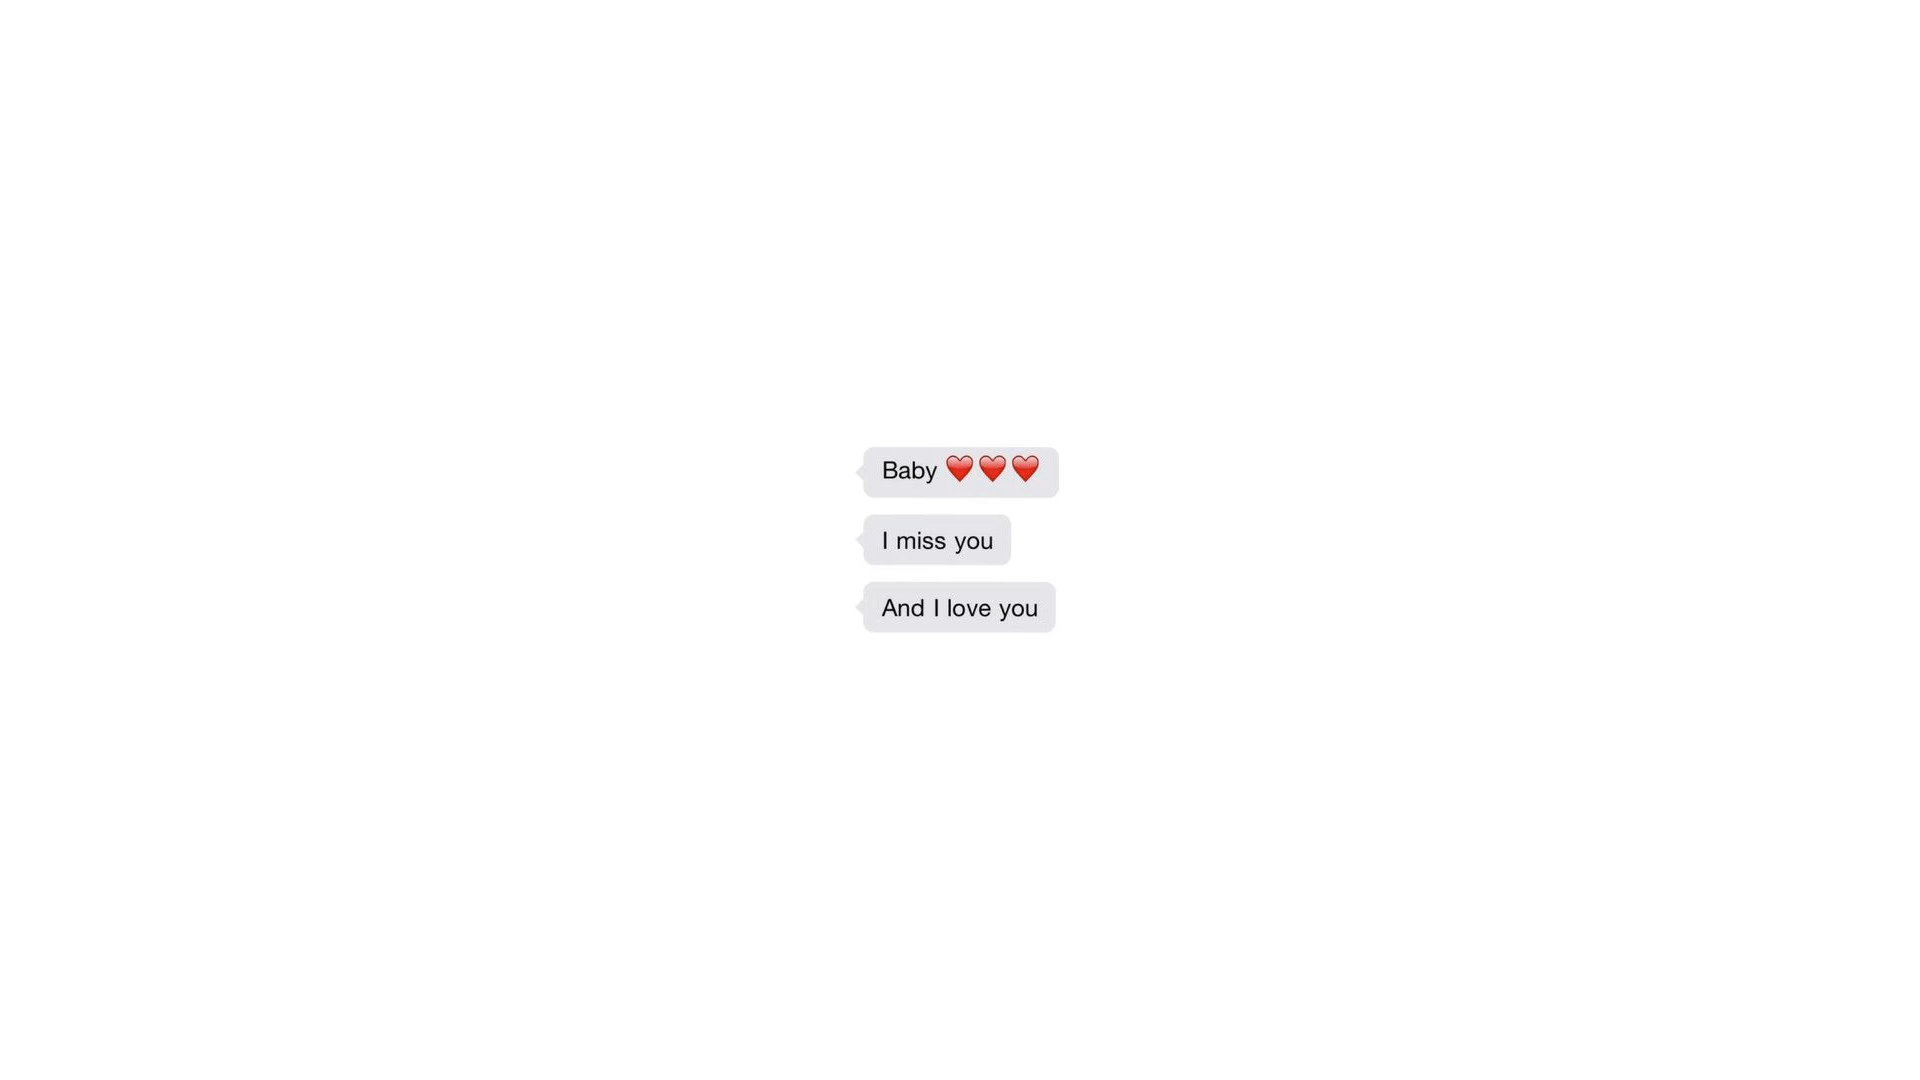 Baby ❤️❤️❤️
I miss you
And I love you